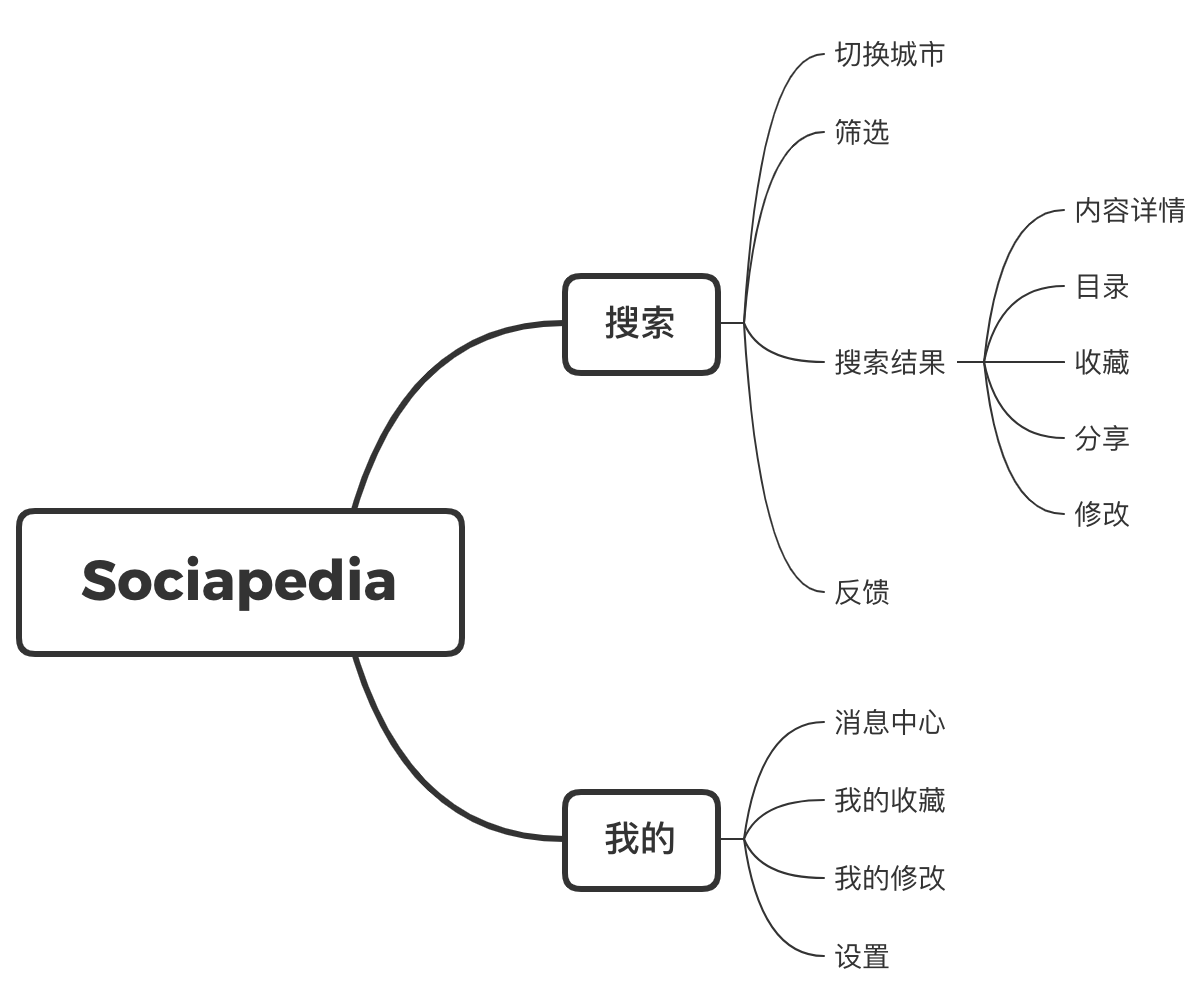 Sociapedia
搜索
切换城市
筛选
搜索结果
内容详情
目录
收藏
分享
修改
反馈
我的
消息中心
我的收藏
我的修改
设置